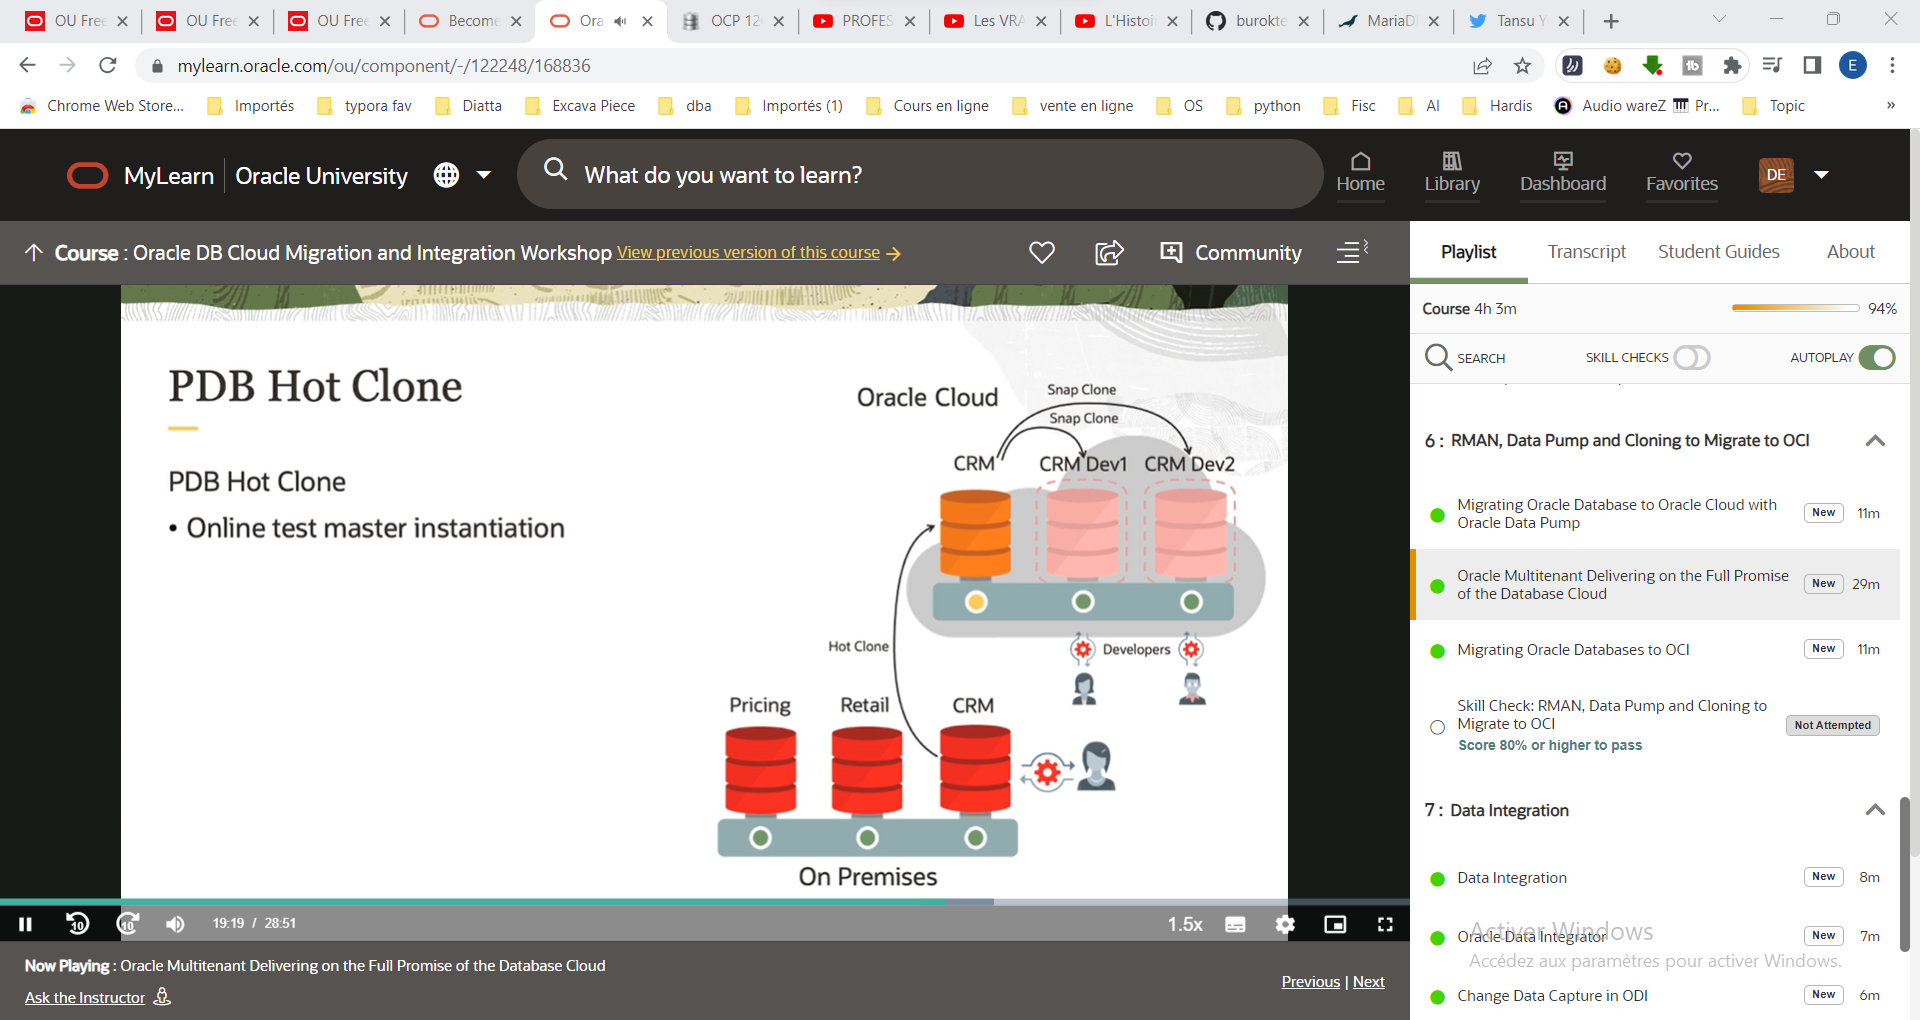 OU Free
OU Free
OU Free
Become
Ora
OCP 12
PROFES
Les VRA
L'Histoi
burokte
MariaD
Tansu Y
mylearn.oracle.com/ou/component/-/122248/168836
E
Chrome Web Store...
Importés
typora fav
Diatta
Excava Piece
dba
Importés (1)
Cours en ligne
vente en ligne
OS
python
Fisc
AI
Hardis
Audio wareZ
Pr...
Topic
»
MyLearn
Oracle University
What do you want to learn?
Home
Library
Dashboard
Favorites
DE
Course : Oracle DB Cloud Migration and Integration Workshop View previous version of this course →
Community
Playlist
Transcript
Student Guides
About
Course 4h 3m
94%
SEARCH
SKILL CHECKS
AUTOPLAY
PDB Hot Clone
PDB Hot Clone
• Online test master instantiation
Oracle Cloud
Snap Clone
Snap Clone
CRM
CRM Dev1
CRM Dev2
Developers
Hot Clone
Pricing
Retail
CRM
On Premises
6 : RMAN, Data Pump and Cloning to Migrate to OCI
Migrating Oracle Database to Oracle Cloud with
Oracle Data Pump
New
11m
Oracle Multitenant Delivering on the Full Promise
of the Database Cloud
New
29m
Migrating Oracle Databases to OCI
New
11m
Skill Check: RMAN, Data Pump and Cloning to
Migrate to OCI
Score 80% or higher to pass
Not Attempted
7 : Data Integration
Data Integration
New
8m
Oracle Data Integrator
New
7m
Activer Windows
Accédez aux paramètres pour activer Windows.
Change Data Capture in ODI
New
6m
10
10
19:19 / 28:51
1.5x
Now Playing : Oracle Multitenant Delivering on the Full Promise of the Database Cloud
Ask the Instructor
Previous | Next